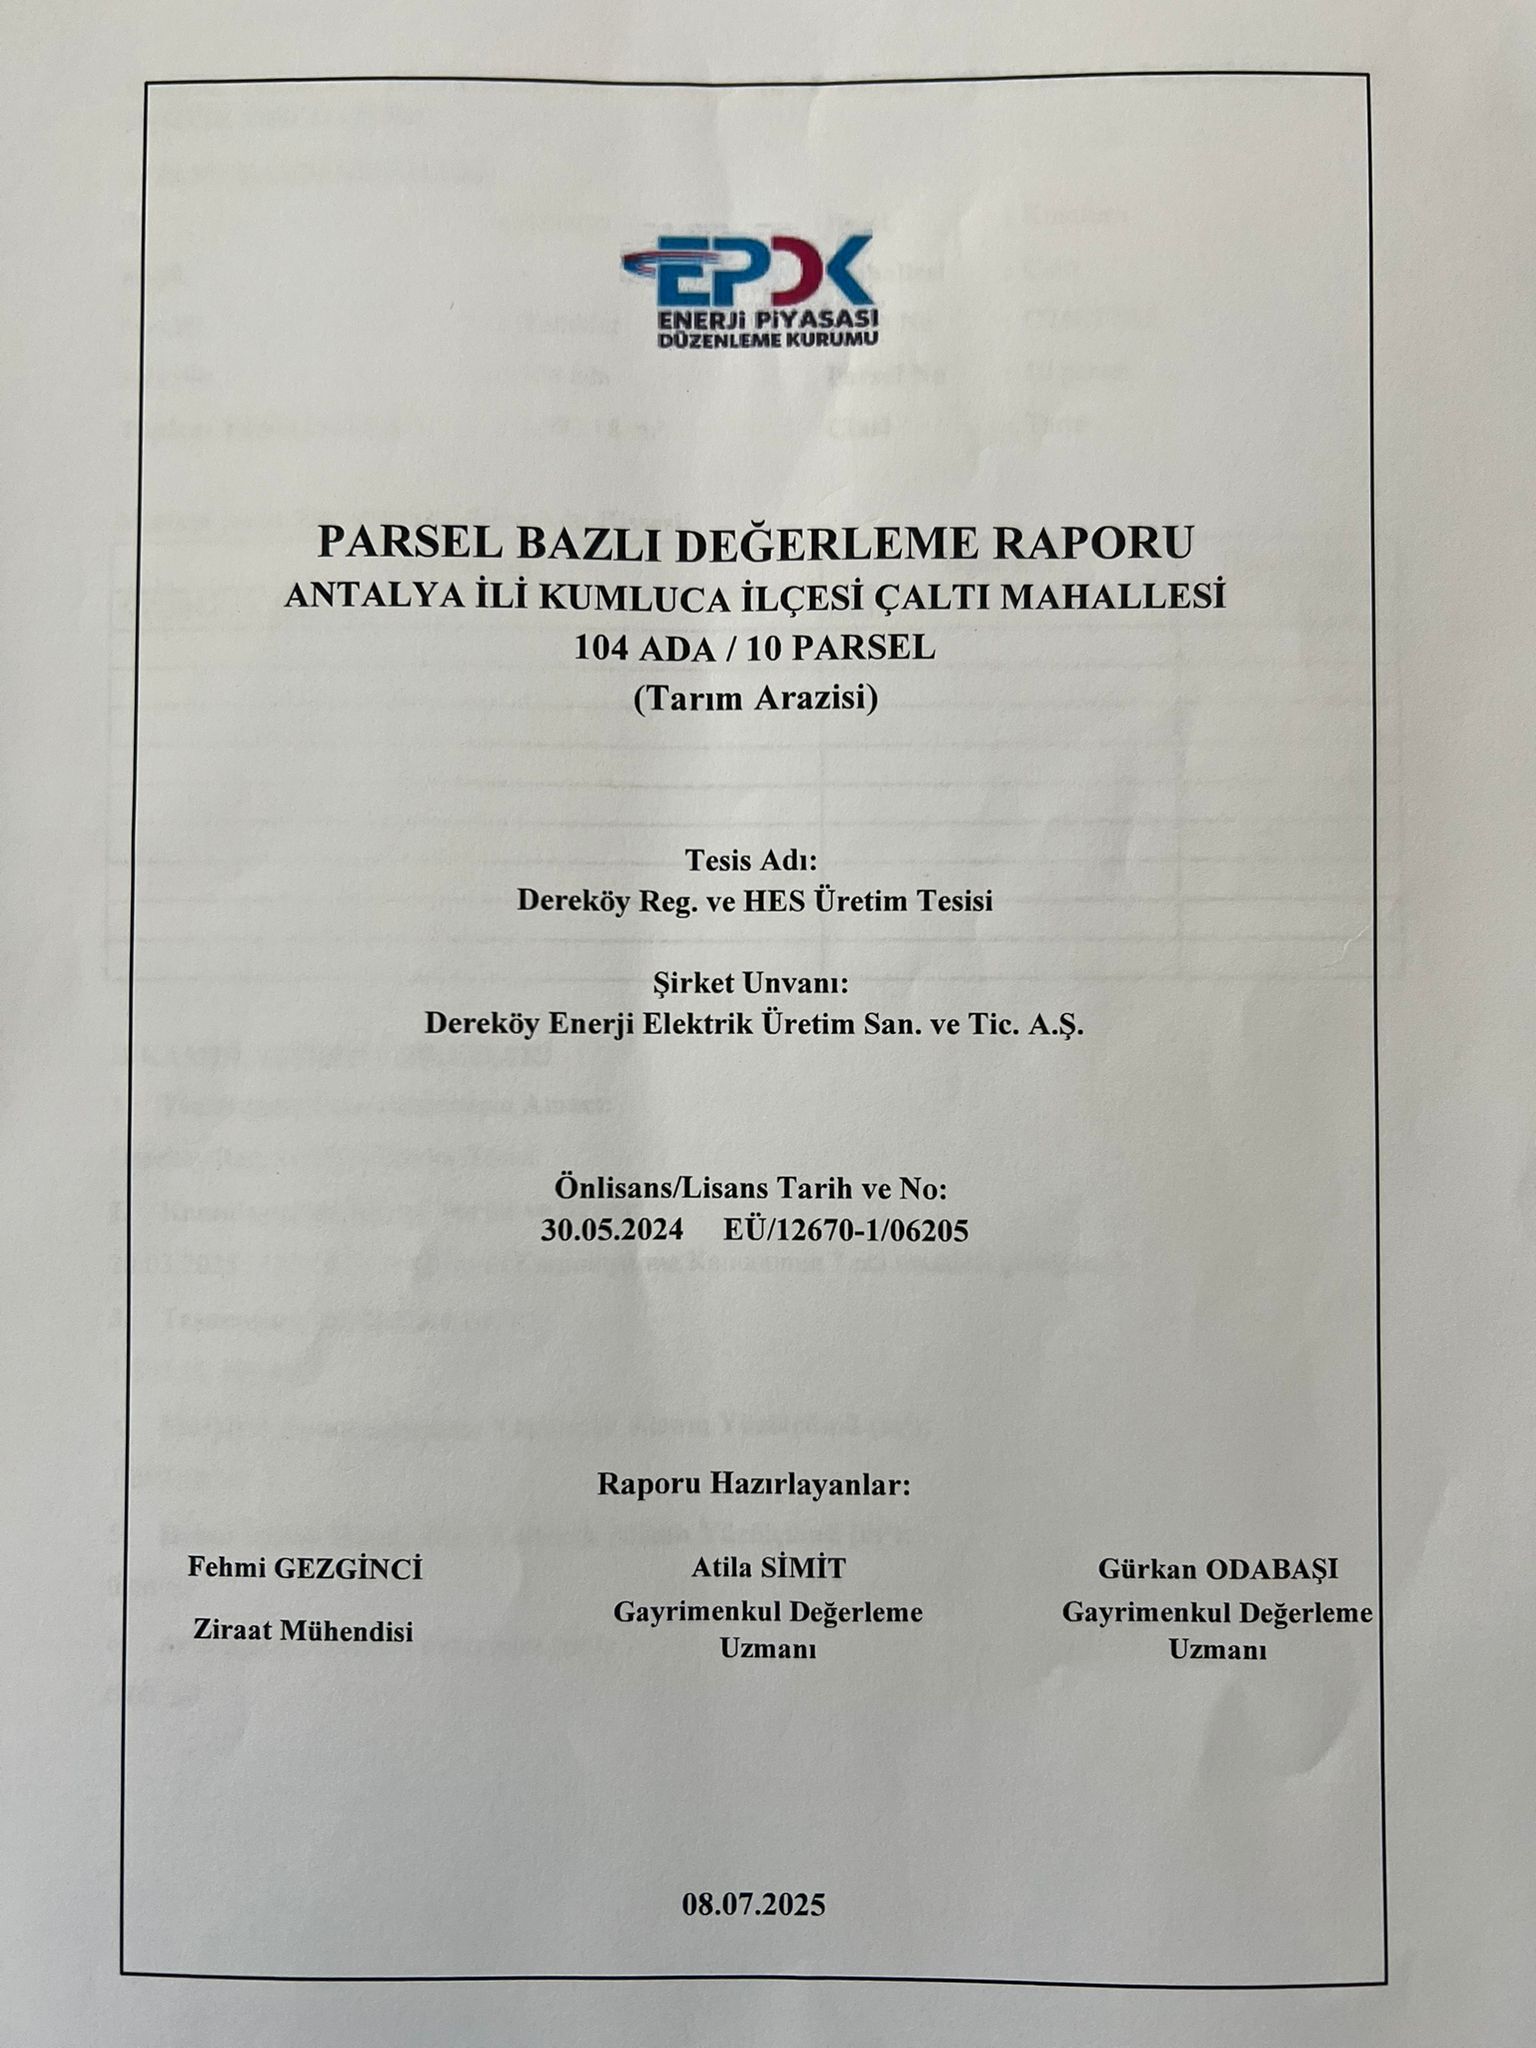 EPDK
ENERJİ PİYASASI
DÜZENLEME KURUMU
PARSEL BAZLI DEĞERLEME RAPORU
ANTALYA İLİ KUMLUCA İLÇESİ ÇALTI MAHALLESİ
104 ADA / 10 PARSEL
(Tarım Arazisi)
Tesis Adı:
Dereköy Reg. ve HES Üretim Tesisi
Şirket Unvanı:
Dereköy Enerji Elektrik Üretim San. ve Tic. A.Ş.
Önlisans/Lisans Tarih ve No:
30.05.2024 EÜ/12670-1/06205
Raporu Hazırlayanlar:
Fehmi GEZGİNCİ Atila SİMİT Gürkan ODABAŞI
Ziraat Mühendisi Gayrimenkul Değerleme Gayrimenkul Değerleme
Uzmanı Uzmanı
08.07.2025